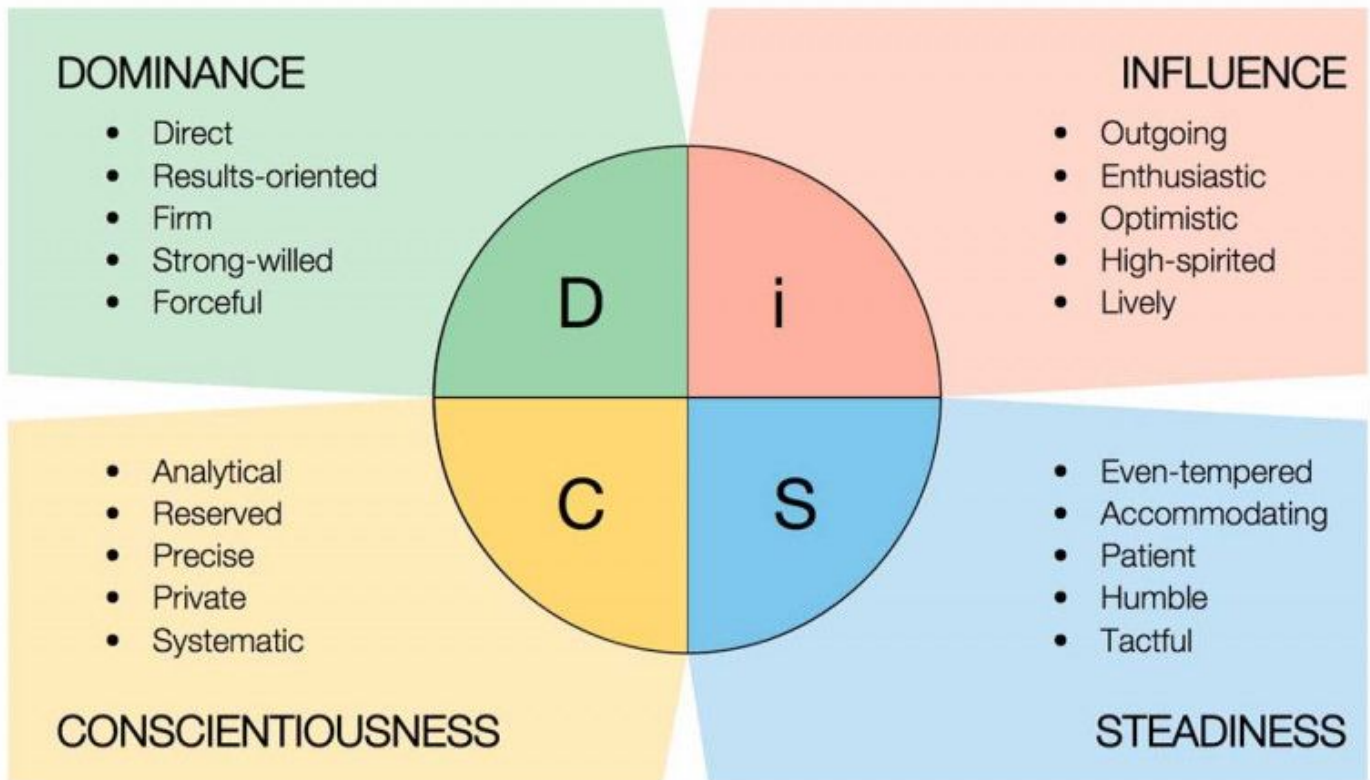 DOMINANCE
• Direct
• Results-oriented
• Firm
• Strong-willed
• Forceful
INFLUENCE
• Outgoing
• Enthusiastic
• Optimistic
• High-spirited
• Lively
D
i
C
S
• Analytical
• Reserved
• Precise
• Private
• Systematic
CONSCIENTIOUSNESS
• Even-tempered
• Accommodating
• Patient
• Humble
• Tactful
STEADINESS